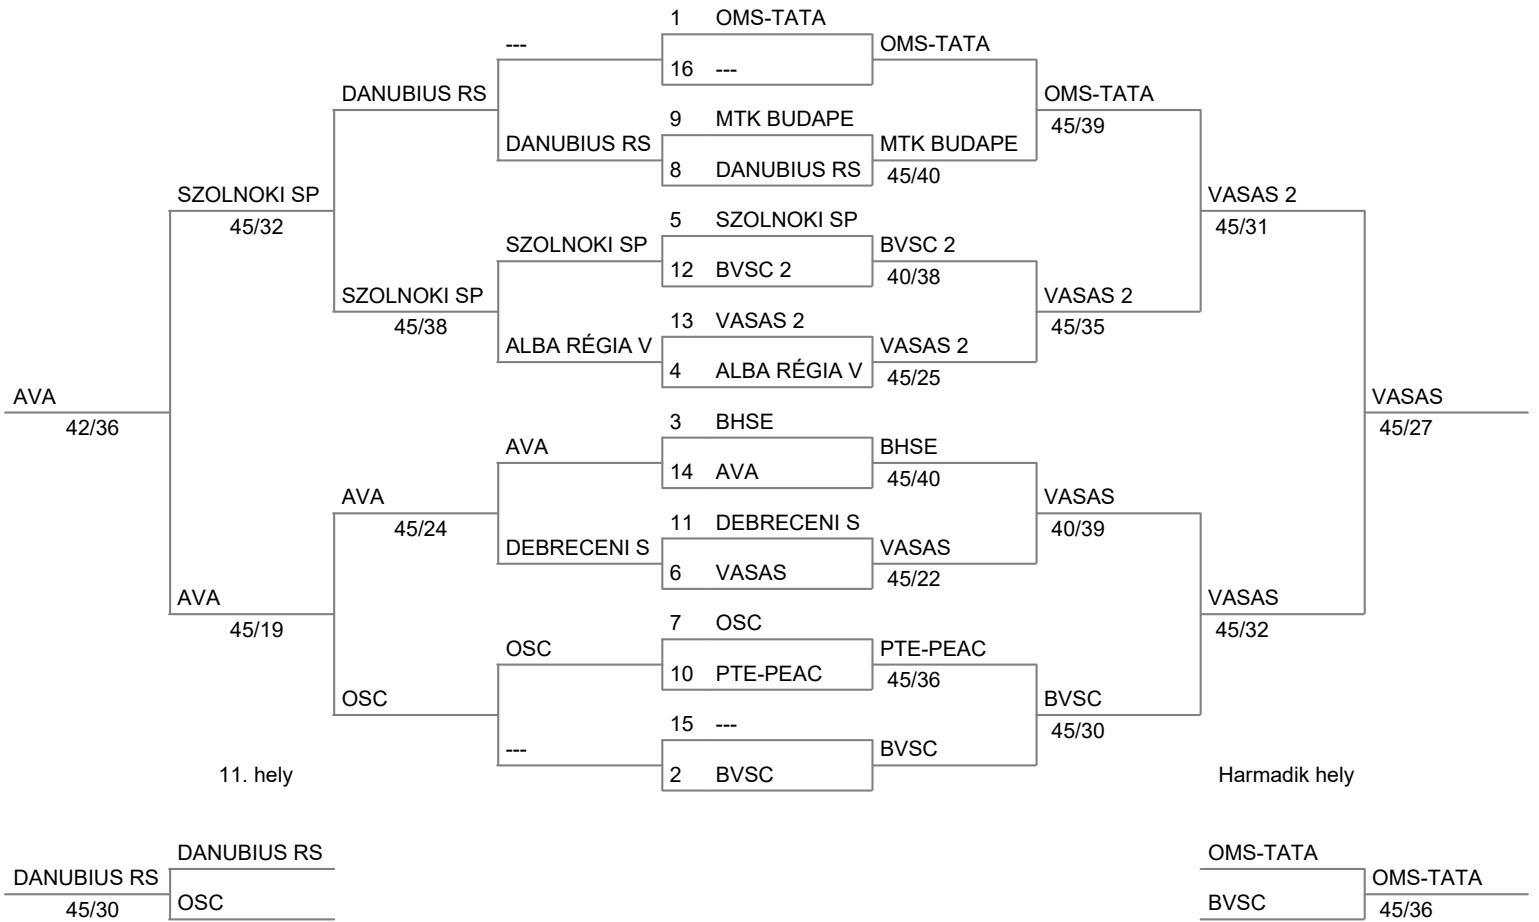 1 OMS-TATA
--- OMS-TATA
16 ---
DANUBIUS RS OMS-TATA
9 MTK BUDAPE 45/39
DANUBIUS RS MTK BUDAPE
8 DANUBIUS RS 45/40
SZOLNOKI SP VASAS 2
45/32 5 SZOLNOKI SP 45/31
SZOLNOKI SP BVSC 2
12 BVSC 2 40/38
SZOLNOKI SP VASAS 2
45/38 13 VASAS 2 45/35
ALBA RÉGIA V VASAS 2
4 ALBA RÉGIA V 45/25
AVA VASAS
42/36 3 BHSE 45/27
AVA BHSE
14 AVA 45/40
AVA VASAS
45/24 11 DEBRECENI S 40/39
DEBRECENI S VASAS
6 VASAS 45/22
AVA VASAS
45/19 7 OSC 45/32
OSC PTE-PEAC
10 PTE-PEAC 45/36
OSC BVSC
15 --- 45/30
--- BVSC
11. hely 2 BVSC Harmadik hely
DANUBIUS RS OMS-TATA
DANUBIUS RS OMS-TATA
45/30 OSC BVSC 45/36